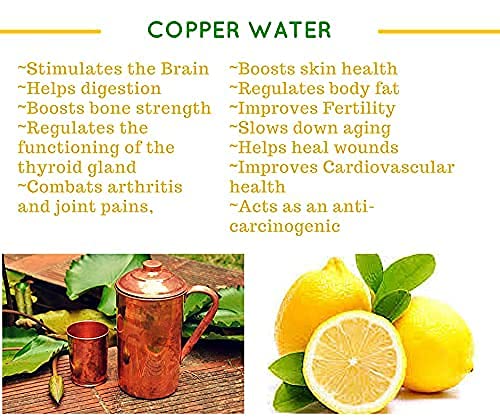 COPPER WATER
~Stimulates the Brain
~Helps digestion
~Boosts bone strength
~Regulates the
functioning of the
thyroid gland
~Combats arthritis
and joint pains,
~Boosts skin health
~Regulates body fat
~Improves Fertility
~Slows down aging
~Helps heal wounds
~Improves Cardiovascular
health
~Acts as an anti-
carcinogenic